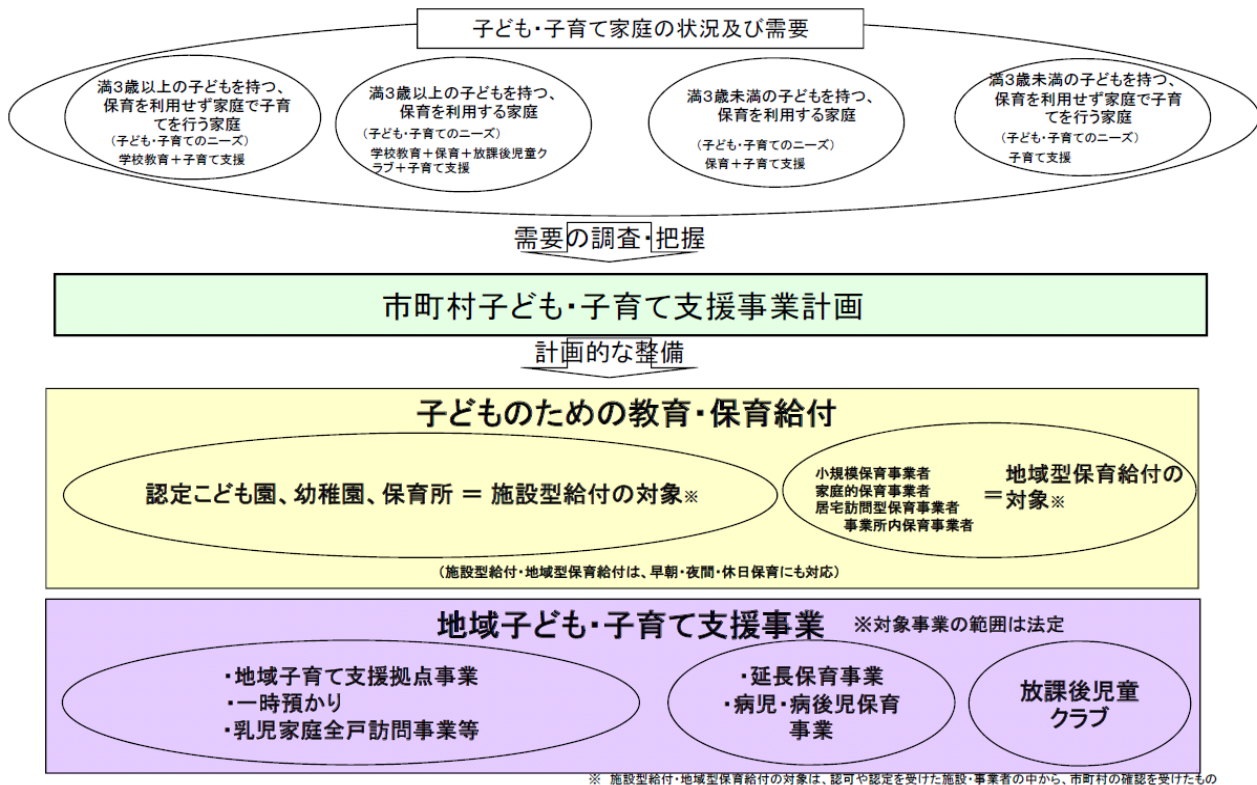 子ども・子育て家庭の状況及び需要
満3歳以上の子どもを持つ、
保育を利用せず家庭で子育
てを行う家庭
(子ども・子育てのニーズ)
学校教育+子育て支援
満3歳以上の子どもを持つ、
保育を利用する家庭
(子ども・子育てのニーズ)
学校教育+保育+放課後児童ク
ラブ+子育て支援
満3歳未満の子どもを持つ、
保育を利用する家庭
(子ども・子育てのニーズ)
保育+子育て支援
満3歳未満の子どもを持つ、
保育を利用せず家庭で子育
てを行う家庭
(子ども・子育てのニーズ)
子育て支援
需要の調査・把握
市町村子ども・子育て支援事業計画
計画的な整備
子どものための教育・保育給付
認定こども園、幼稚園、保育所 = 施設型給付の対象※
小規模保育事業者
家庭的保育事業者
居宅訪問型保育事業者
事業所内保育事業者
=地域型保育給付の
対象※
(施設型給付・地域型保育給付は、早朝・夜間・休日保育にも対応)
地域子ども・子育て支援事業 ※対象事業の範囲は法定
・地域子育て支援拠点事業
・一時預かり
・乳児家庭全戸訪問事業等
・延長保育事業
・病児・病後児保育
事業
放課後児童
クラブ
※ 施設型給付・地域型保育給付の対象は、認可や認定を受けた施設・事業者の中から、市町村の確認を受けたもの